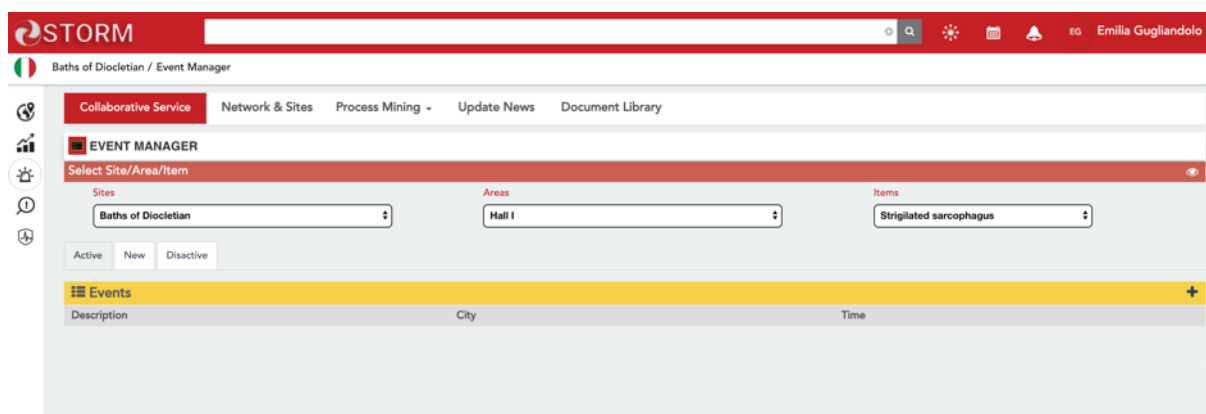 STORM
EG Emilia Gugliandolo
Baths of Diocletian / Event Manager
Collaborative Service Network & Sites Process Mining Update News Document Library
EVENT MANAGER
Select Site/Area/Item
Sites Areas Items
Baths of Diocletian Hall I Strigilated sarcophagus
Active New Disactive
Events
Description City Time